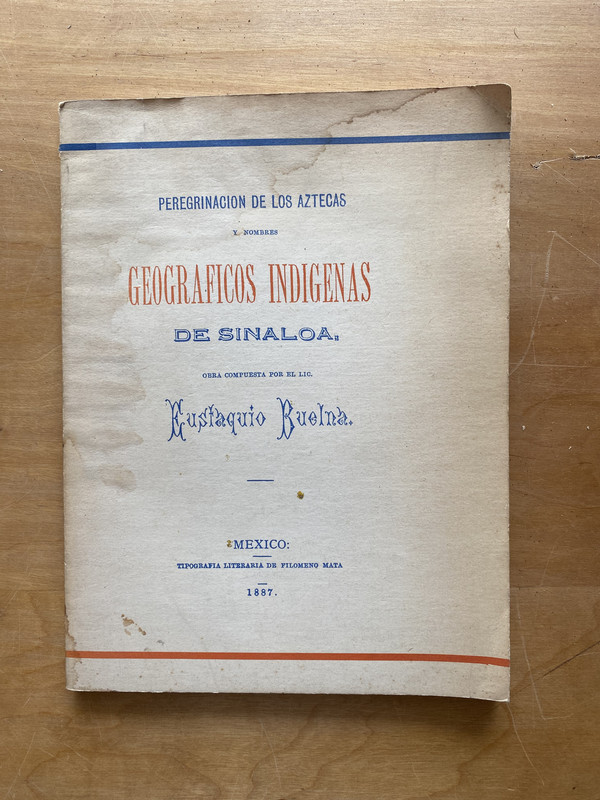 PEREGRINACION DE LOS AZTECAS
Y NOMBRES
GEOGRAFICOS INDIGENAS
DE SINALOA,
OBRA COMPUESTA POR EL LIC.
Eustaquio Buelna.
MEXICO:
TIPOGRAFIA LITERARIA DE FILOMENO MATA
1887.